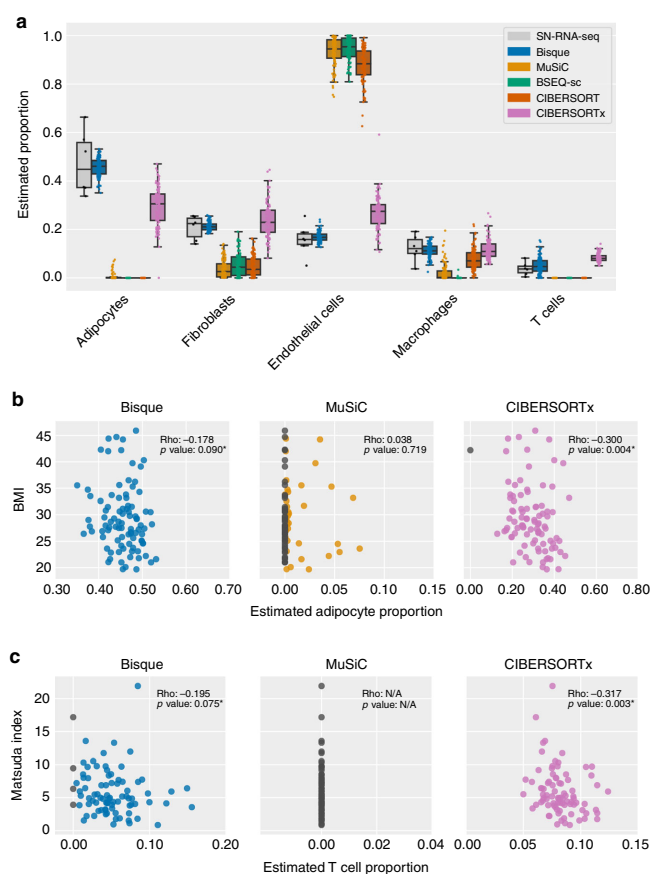 a
Estimated proportion
1.0
0.8
0.6
0.4
0.2
0.0
SN-RNA-seq
Bisque
MuSiC
BSEQ-sc
CIBERSORT
CIBERSORTx
Adipocytes
Fibroblasts
Endothelial cells
Macrophages
T cells
b
Bisque
MuSiC
CIBERSORTx
BMI
45
40
35
30
25
20
Rho: –0.178
p value: 0.090*
Rho: 0.038
p value: 0.719
Rho: –0.300
p value: 0.004*
0.30 0.40 0.50 0.60 0.70
0.00 0.05 0.10 0.15
0.00 0.20 0.40 0.60 0.80
Estimated adipocyte proportion
c
Bisque
MuSiC
CIBERSORTx
Matsuda index
20
15
10
5
0
Rho: –0.195
p value: 0.075*
Rho: N/A
p value: N/A
Rho: –0.317
p value: 0.003*
0.00 0.10 0.20
0.00 0.02 0.04
0.00 0.05 0.10 0.15
Estimated T cell proportion